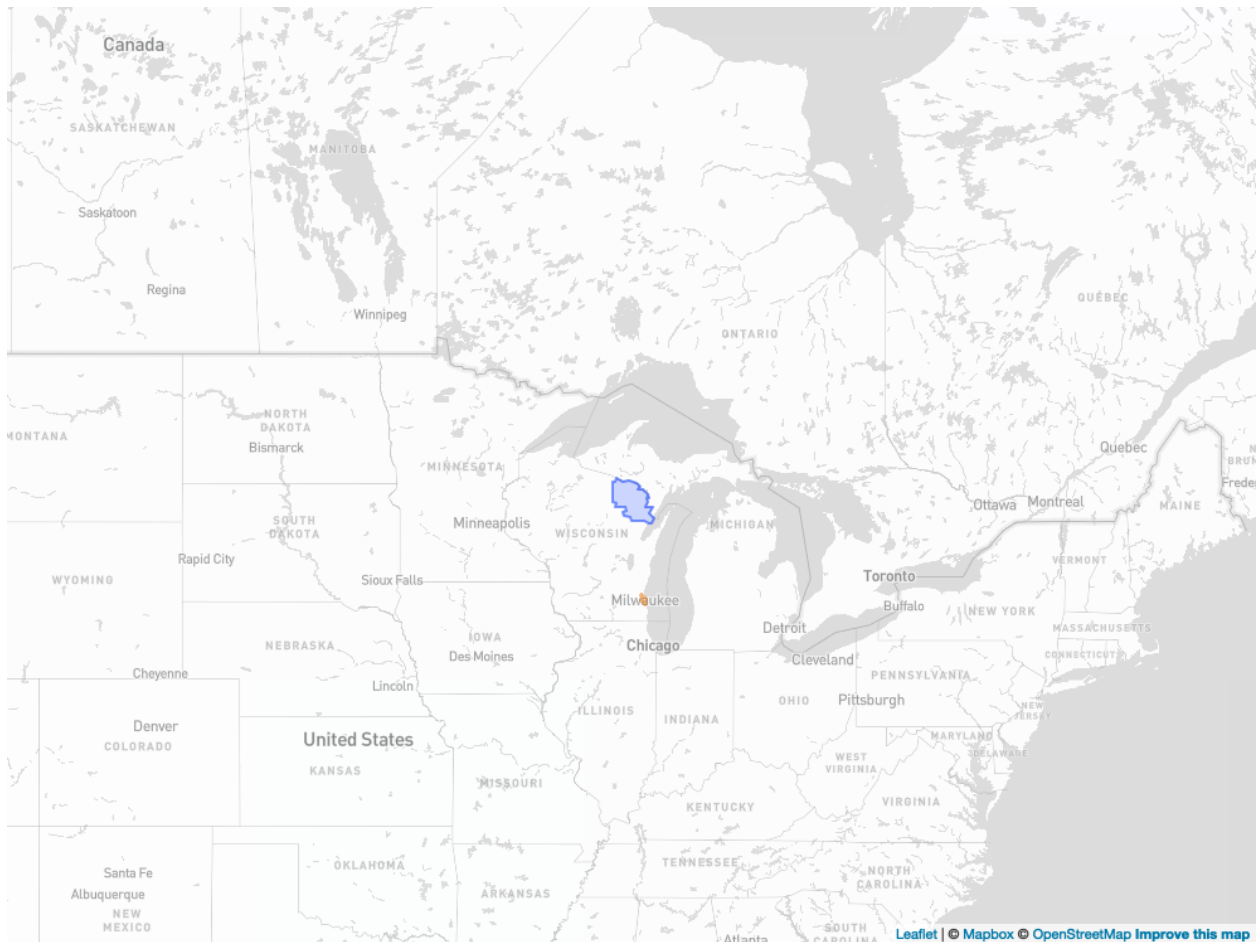 Canada
SASKATCHEWAN
MANITOBA
Saskatoon
Regina
Winnipeg
QUÉBEC
ONTARIO
NORTH
DAKOTA
MONTANA
Bismarck
MINNESOTA
Quebec
Ottawa
Montreal
MAINE
SOUTH
DAKOTA
Minneapolis
WISCONSIN
MICHIGAN
Rapid City
VERMONT
WYOMING
Sioux Falls
Toronto
Milwaukee
Buffalo
NEW YORK
Detroit
MASSACHUSETTS
IOWA
NEBRASKA
Chicago
CONNECTICUT
Des Moines
Cleveland
Cheyenne
PENNSYLVANIA
Lincoln
OHIO
Pittsburgh
ILLINOIS
INDIANA
NEW
JERSEY
Denver
COLORADO
United States
MARYLAND
DELAWARE
WEST
VIRGINIA
KANSAS
MISSOURI
KENTUCKY
VIRGINIA
OKLAHOMA
TENNESSEE
Santa Fe
NORTH
CAROLINA
Albuquerque
ARKANSAS
NEW
MEXICO
SOUTH
CAROLINA
Atlanta
Leaflet | © Mapbox © OpenStreetMap Improve this map